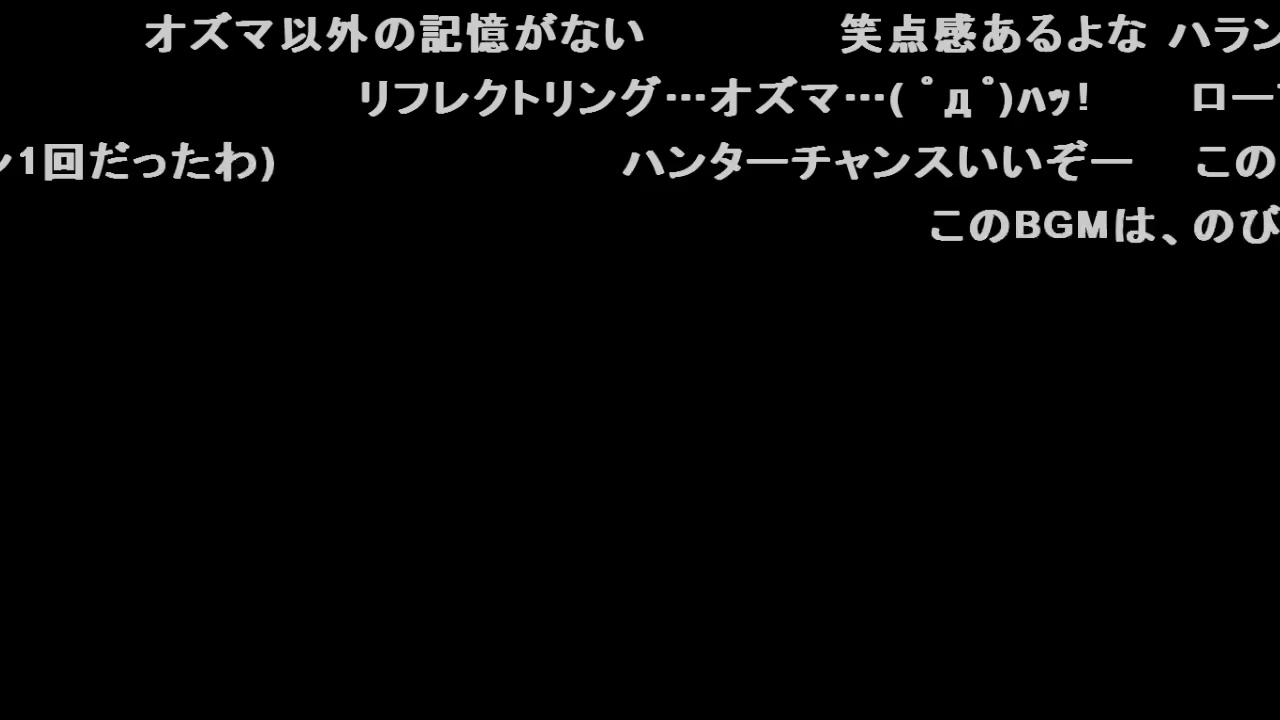 オズマ以外の記憶がない 笑点感あるよな ハラン
リフレクトリング…オズマ…( ﾟдﾟ)ﾊｯ! ロー
ン1回だったわ) ハンターチャンスいいぞー この
このBGMは、のび